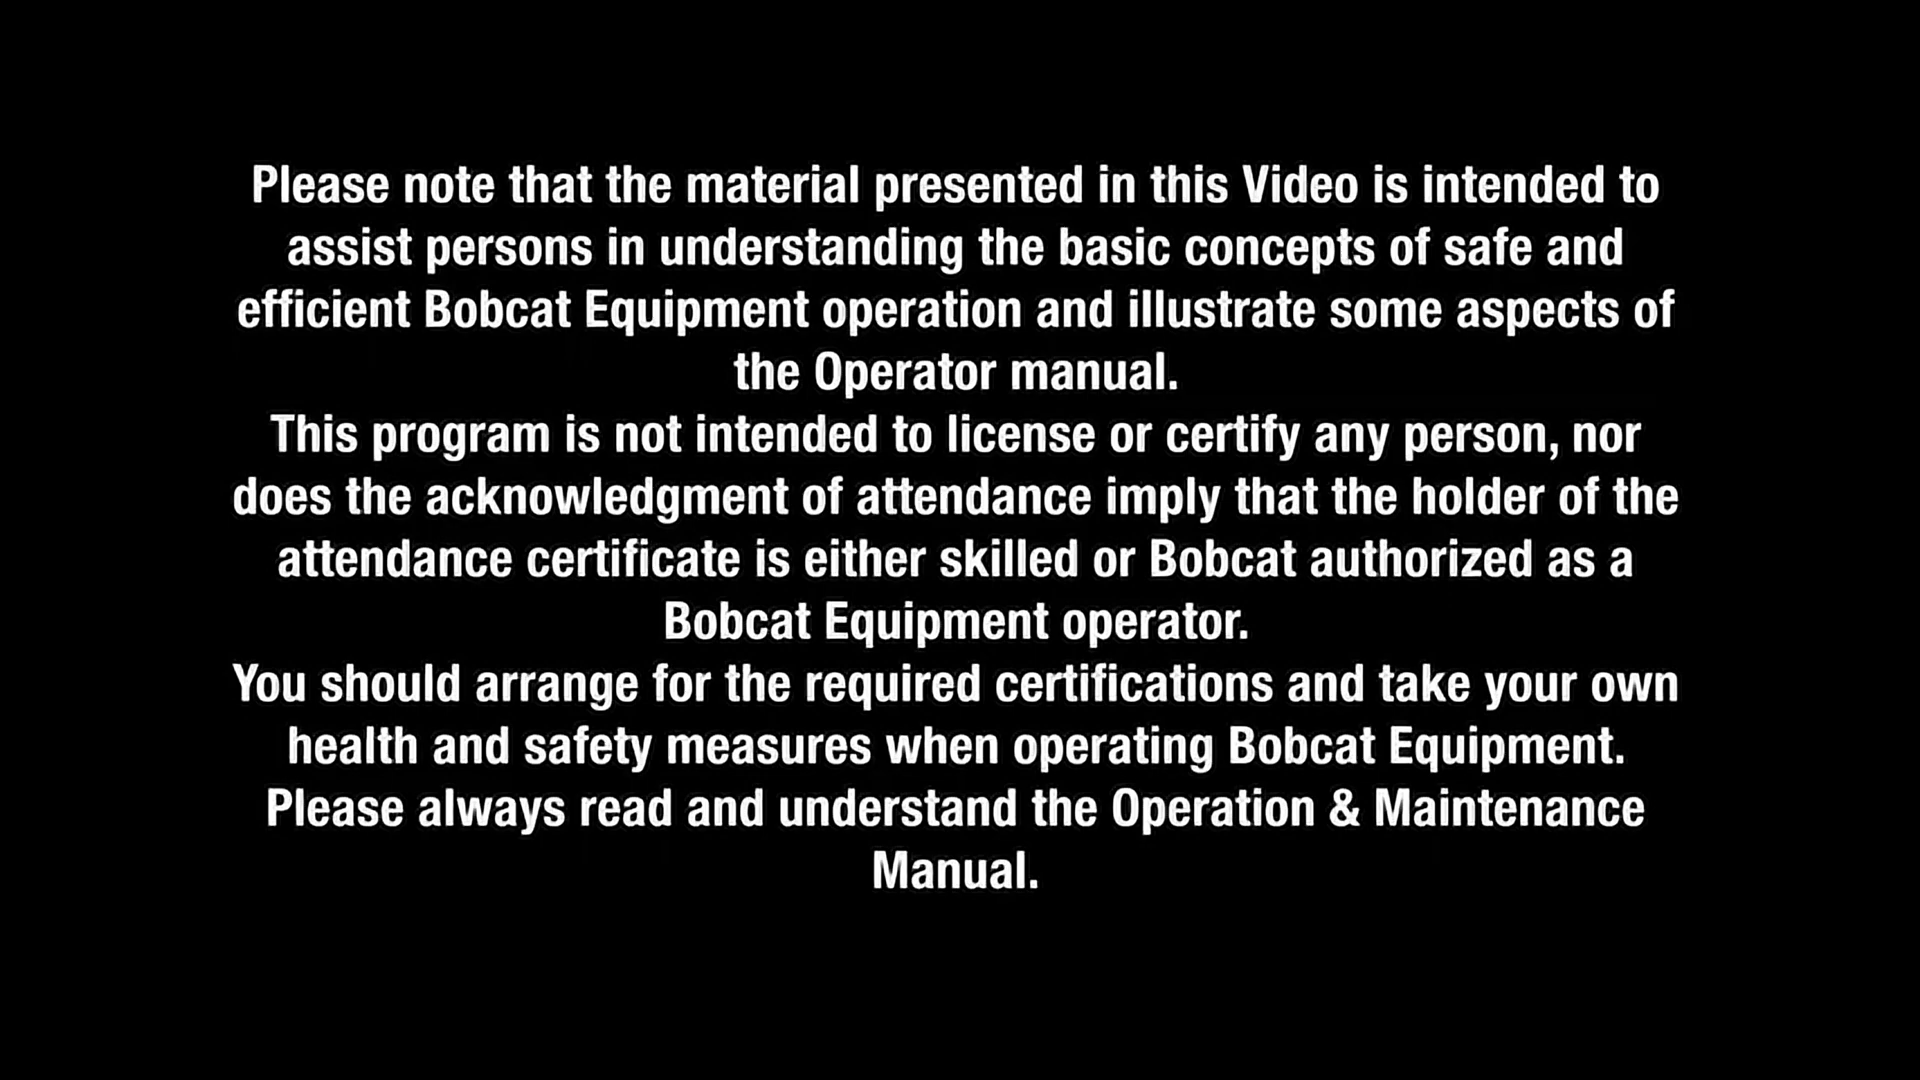 Please note that the material presented in this Video is intended to
assist persons in understanding the basic concepts of safe and
efficient Bobcat Equipment operation and illustrate some aspects of
the Operator manual.
This program is not intended to license or certify any person, nor
does the acknowledgment of attendance imply that the holder of the
attendance certificate is either skilled or Bobcat authorized as a
Bobcat Equipment operator.
You should arrange for the required certifications and take your own
health and safety measures when operating Bobcat Equipment.
Please always read and understand the Operation & Maintenance
Manual.